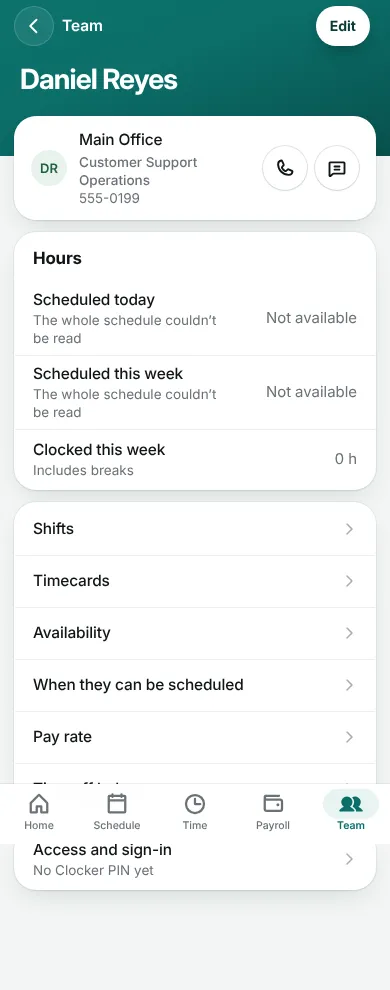 Team
Edit
Daniel Reyes
DR
Main Office
Customer Support
Operations
555-0199
Hours
Scheduled today
The whole schedule couldn’t
be read
Not available
Scheduled this week
The whole schedule couldn’t
be read
Not available
Clocked this week
Includes breaks
0 h
Shifts
Timecards
Availability
When they can be scheduled
Pay rate
Home
Schedule
Time
Payroll
Team
Access and sign-in
No Clocker PIN yet